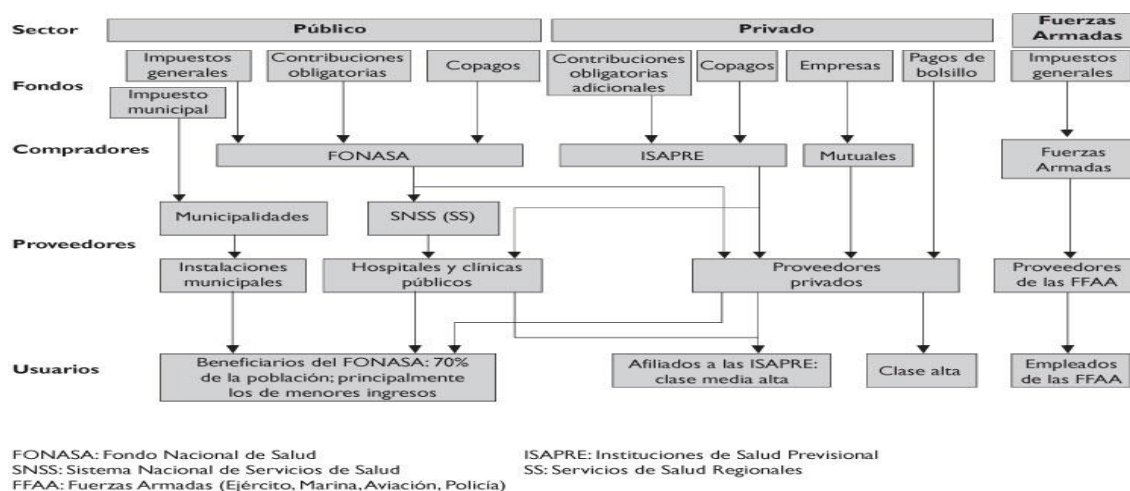 Sector
Público
Privado
Fuerzas
Armadas
Fondos
Impuestos
generales
Contribuciones
obligatorias
Copagos
Contribuciones
obligatorias
adicionales
Copagos
Empresas
Pagos de
bolsillo
Impuestos
generales
Impuesto
municipal
Compradores
FONASA
ISAPRE
Mutuales
Fuerzas
Armadas
Municipalidades
SNSS (SS)
Proveedores
Instalaciones
municipales
Hospitales y clínicas
públicos
Proveedores
privados
Proveedores
de las FFAA
Usuarios
Beneficiarios del FONASA: 70%
de la población; principalmente
los de menores ingresos
Afiliados a las ISAPRE:
clase media alta
Clase alta
Empleados
de las FFAA
FONASA: Fondo Nacional de Salud
SNSS: Sistema Nacional de Servicios de Salud
FFAA: Fuerzas Armadas (Ejército, Marina, Aviación, Policía)
ISAPRE: Instituciones de Salud Previsional
SS: Servicios de Salud Regionales